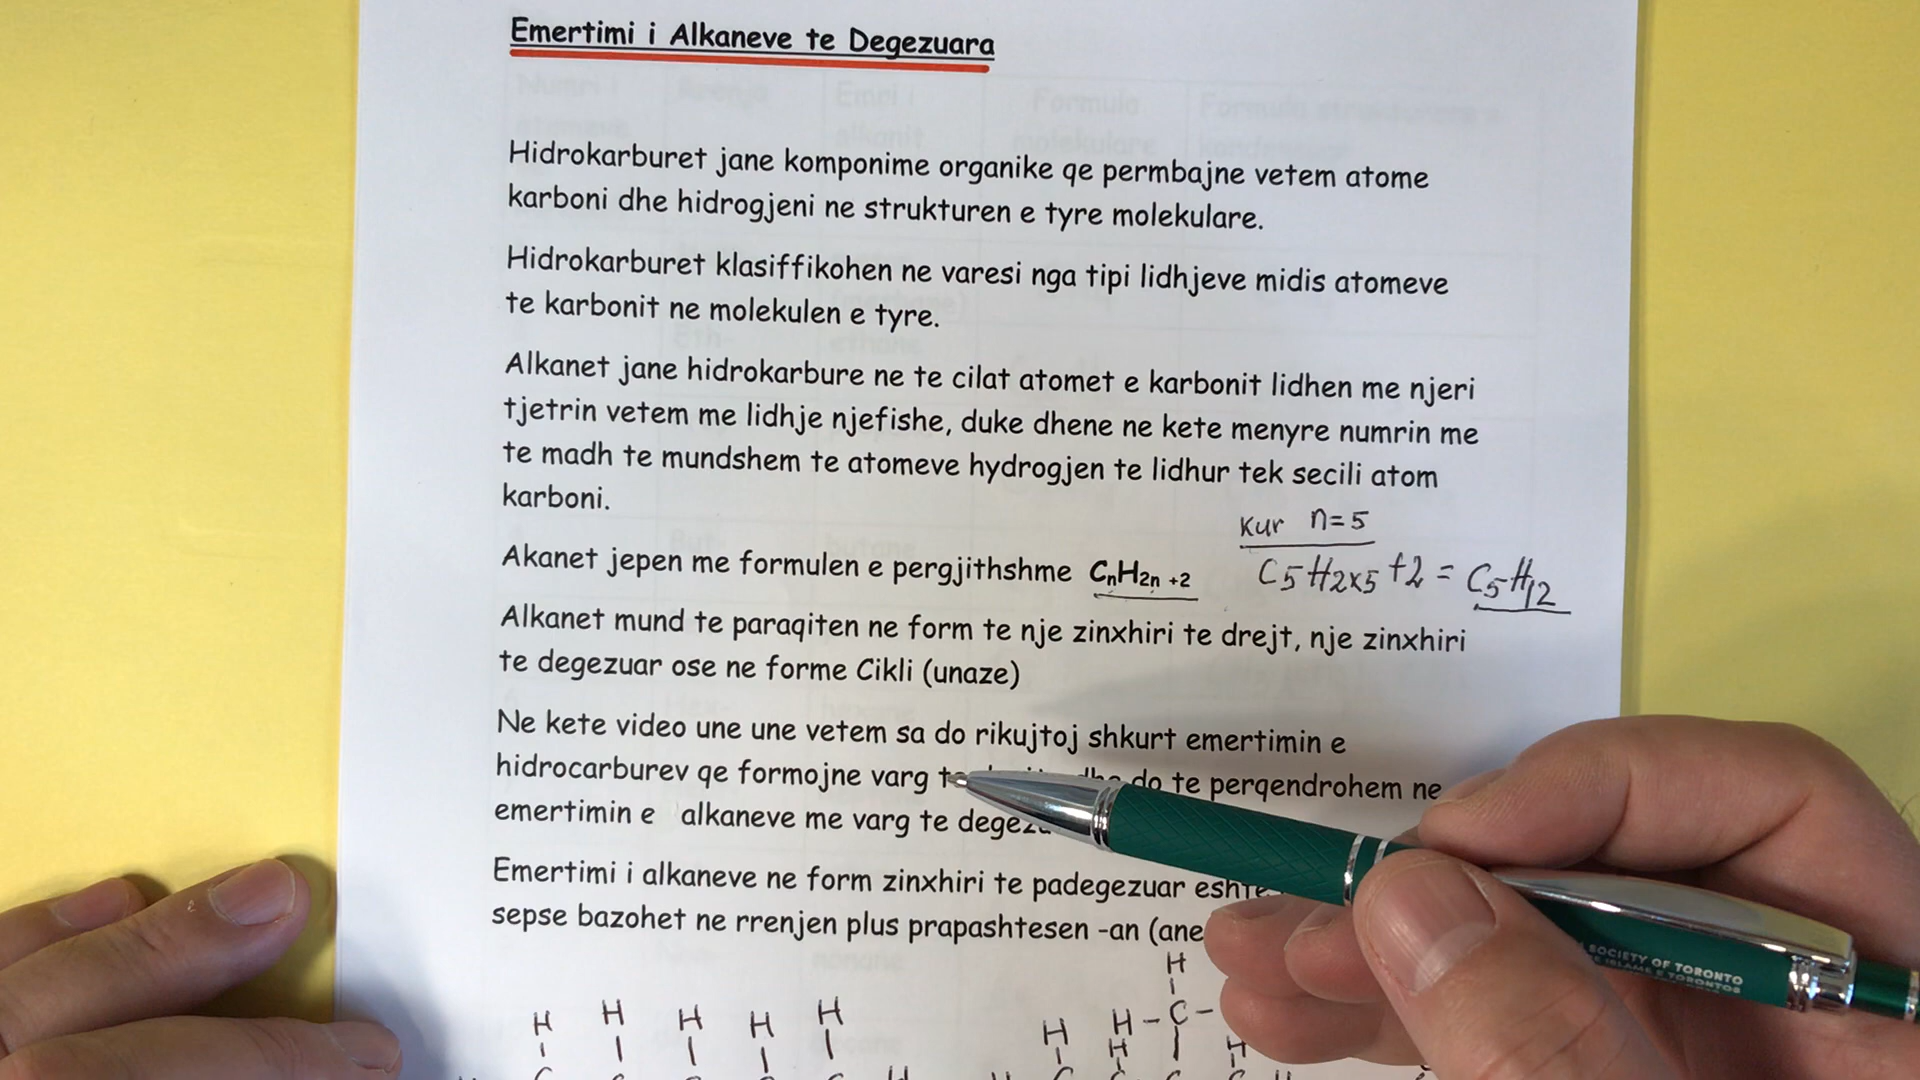 Emertimi i Alkaneve te Degezuara
Hidrokarburet jane komponime organike qe permbajne vetem atome
karboni dhe hidrogjeni ne strukturen e tyre molekulare.
Hidrokarburet klasiffikohen ne varesi nga tipi lidhjeve midis atomeve
te karbonit ne molekulen e tyre.
Alkanet jane hidrokarbure ne te cilat atomet e karbonit lidhen me njeri
tjetrin vetem me lidhje njefishe, duke dhene ne kete menyre numrin me
te madh te mundshem te atomeve hydrogjen te lidhur tek secili atom
karboni.
Kur n=5
Akanet jepen me formulen e pergjithshme CnH2n +2 C5H2x5+2 = C5H12
Alkanet mund te paraqiten ne form te nje zinxhiri te drejt, nje zinxhiri
te degezuar ose ne forme Cikli (unaze)
Ne kete video une une vetem sa do rikujtoj shkurt emertimin e
hidrocarburev qe formojne varg do te perqendrohem ne
emertimin e alkaneve me varg te
Emertimi i alkaneve ne form zinxhiri te padegezuar eshte
sepse bazohet ne rrenjen plus prapashtesen -an (ane
H
H H H H H H H - C -
H H
SOCIETY OF TORONTO